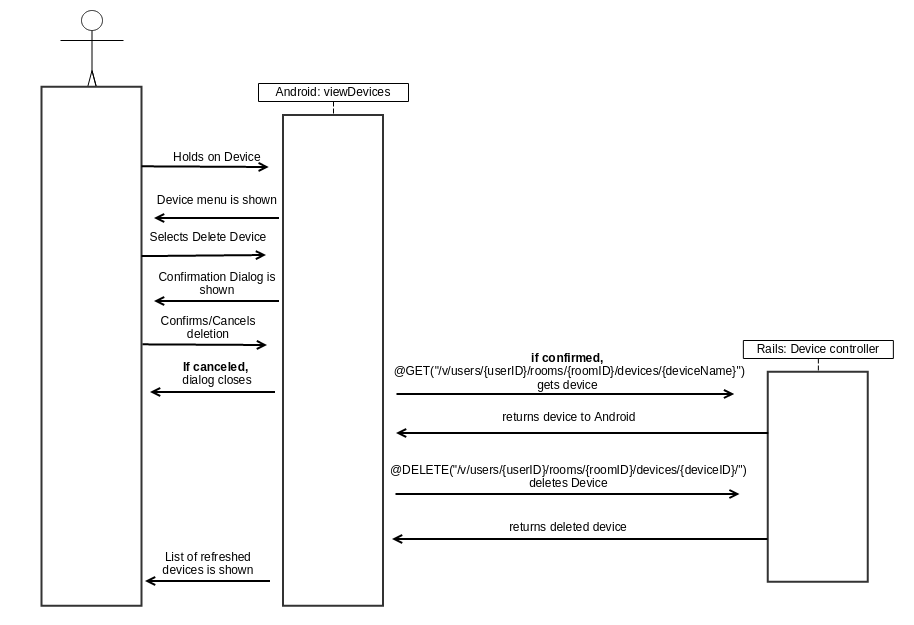 Android: viewDevices
Holds on Device
Device menu is shown
Selects Delete Device
Confirmation Dialog is
shown
Confirms/Cancels
deletion
If canceled,
dialog closes
if confirmed,
@GET("/v/users/{userID}/rooms/{roomID}/devices/{deviceName}")
gets device
Rails: Device controller
returns device to Android
@DELETE("/v/users/{userID}/rooms/{roomID}/devices/{deviceID}/")
deletes Device
returns deleted device
List of refreshed
devices is shown